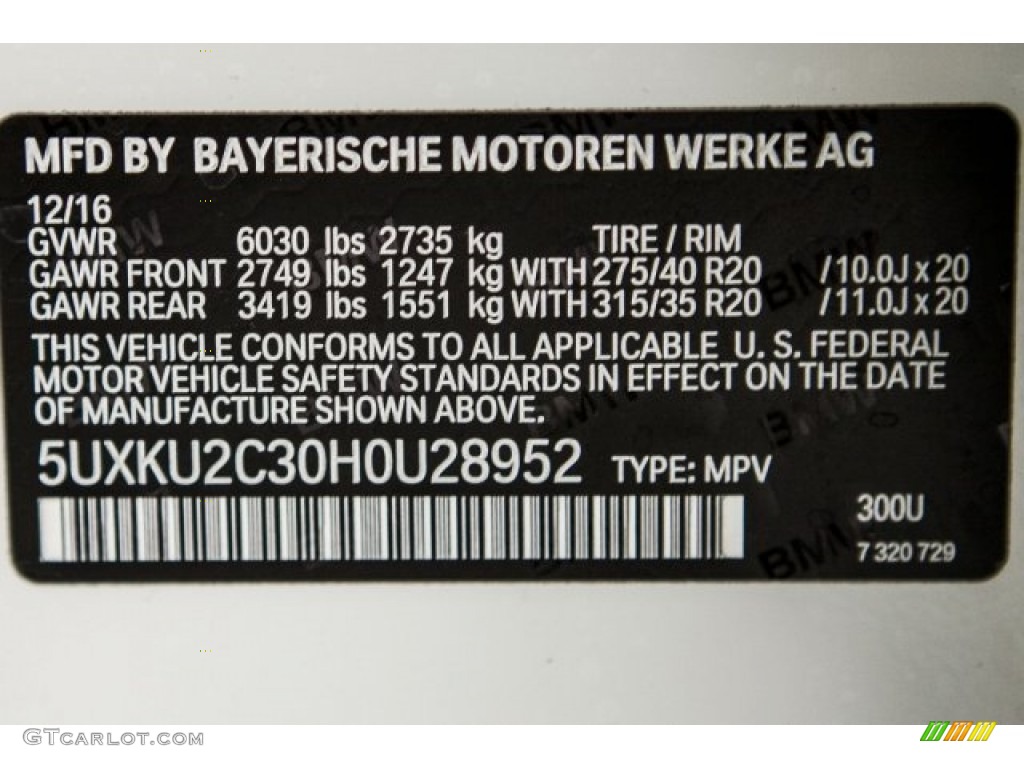 MFD BY BAYERISCHE MOTOREN WERKE AG
12/16
GVWR 6030 lbs 2735 kg TIRE / RIM
GAWR FRONT 2749 lbs 1247 kg WITH 275/40 R20 /10.0J x 20
GAWR REAR 3419 lbs 1551 kg WITH 315/35 R20 /11.0J x 20
THIS VEHICLE CONFORMS TO ALL APPLICABLE U. S. FEDERAL
MOTOR VEHICLE SAFETY STANDARDS IN EFFECT ON THE DATE
OF MANUFACTURE SHOWN ABOVE.
5UXKU2C30H0U28952 TYPE: MPV
300U
7 320 729
GTCarlot.com